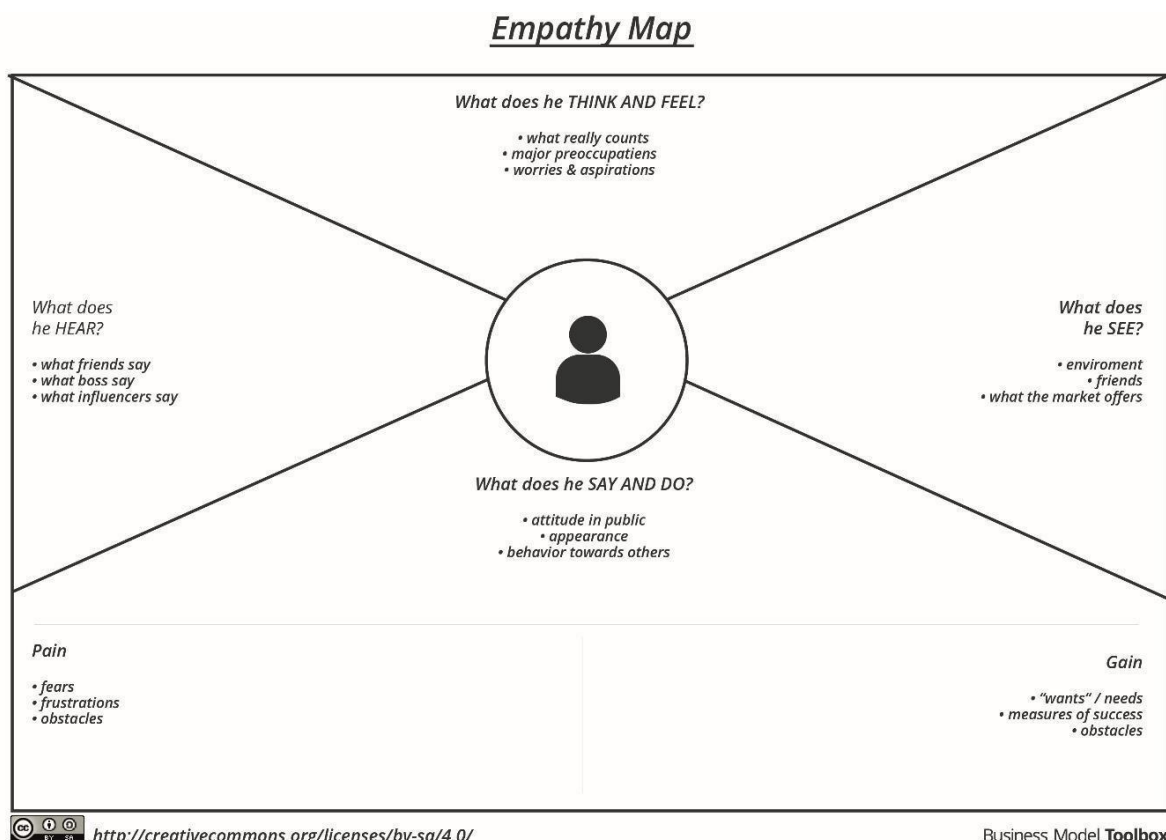 Empathy Map
What does he THINK AND FEEL?
• what really counts
• major preoccupatiens
• worries & aspirations
What does
he HEAR?
• what friends say
• what boss say
• what influencers say
What does
he SEE?
• enviroment
• friends
• what the market offers
What does he SAY AND DO?
• attitude in public
• appearance
• behavior towards others
Pain
• fears
• frustrations
• obstacles
Gain
• “wants” / needs
• measures of success
• obstacles
cc BY SA
http://creativecommons.org/licenses/by-sa/4.0/
Business Model Toolbox